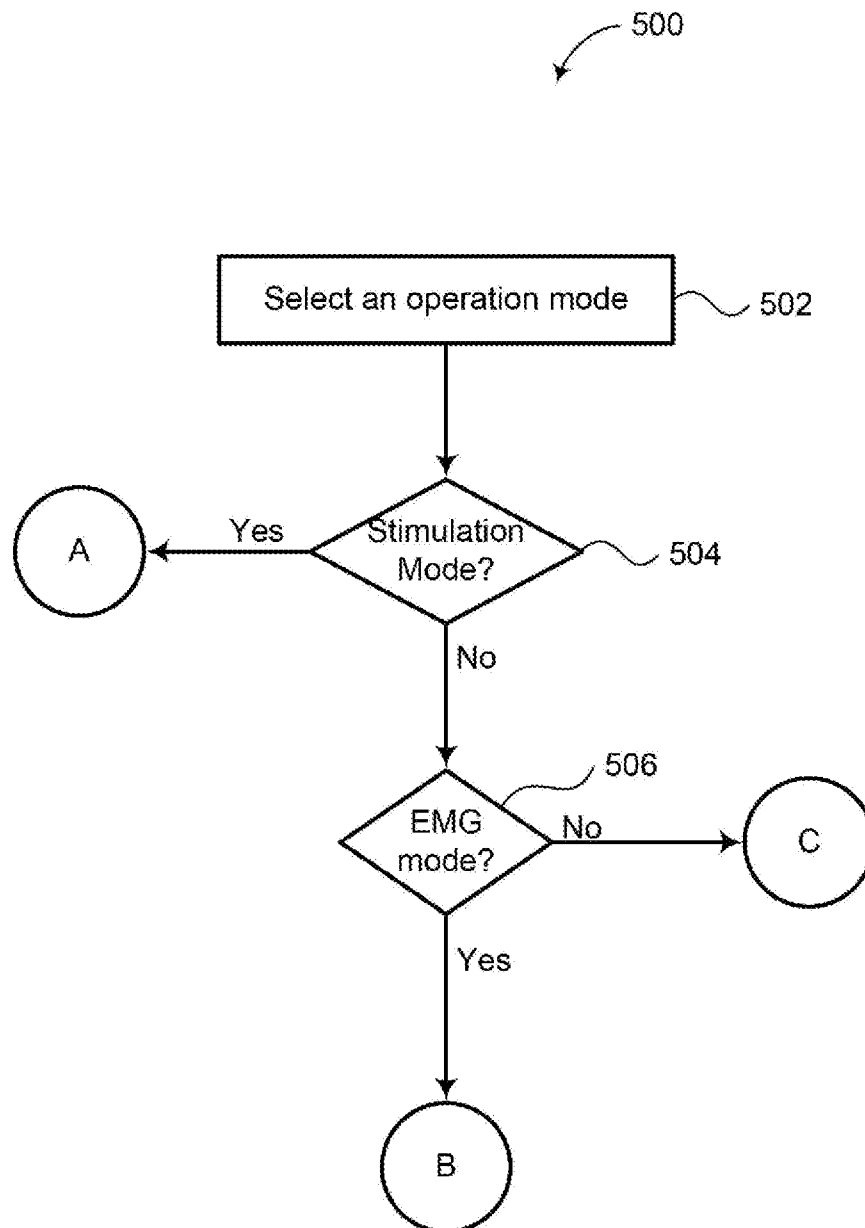 500
Select an operation mode
502
A
Yes
Stimulation
Mode?
504
No
506
EMG
mode?
No
C
Yes
B